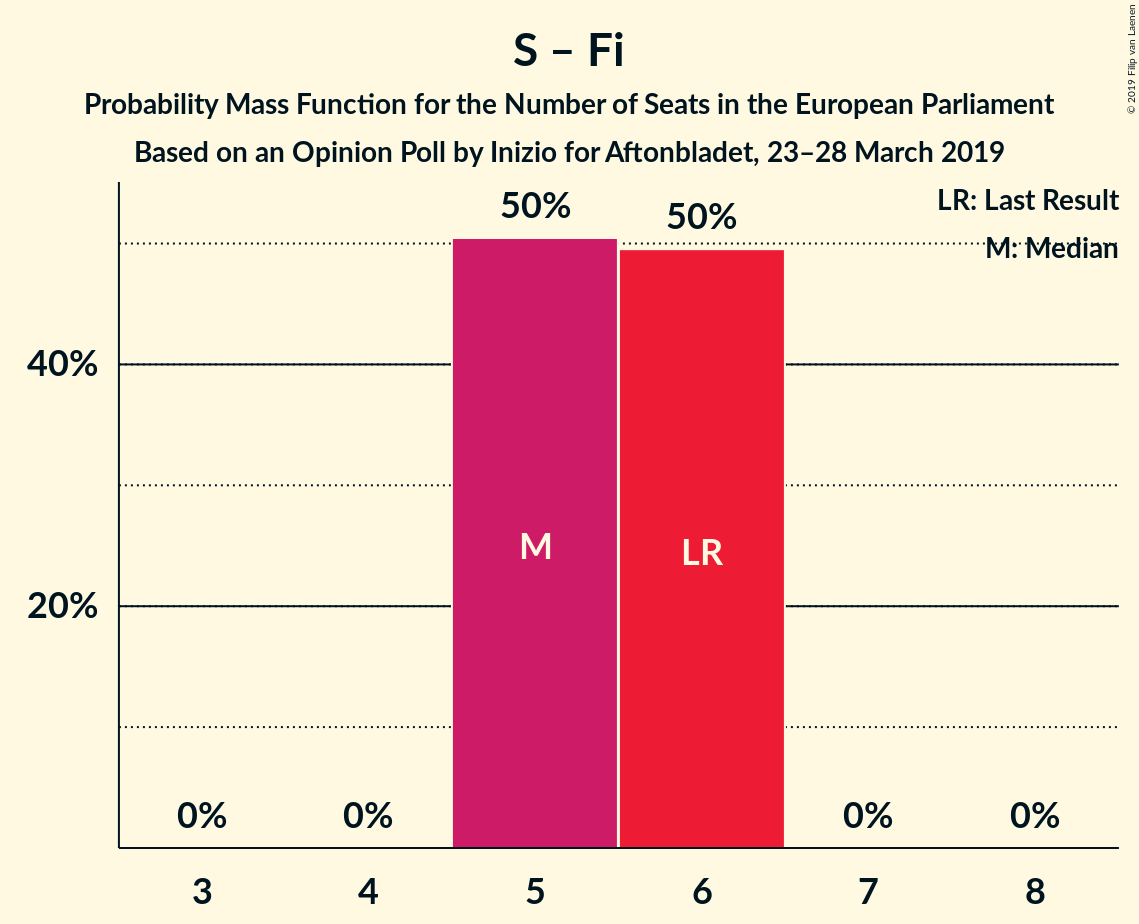 S – Fi
Probability Mass Function for the Number of Seats in the European Parliament
Based on an Opinion Poll by Inizio for Aftonbladet, 23–28 March 2019
© 2019 Filip van Laenen
LR: Last Result
M: Median
50%
50%
40%
20%
M
LR
0%
0%
0%
0%
3
4
5
6
7
8